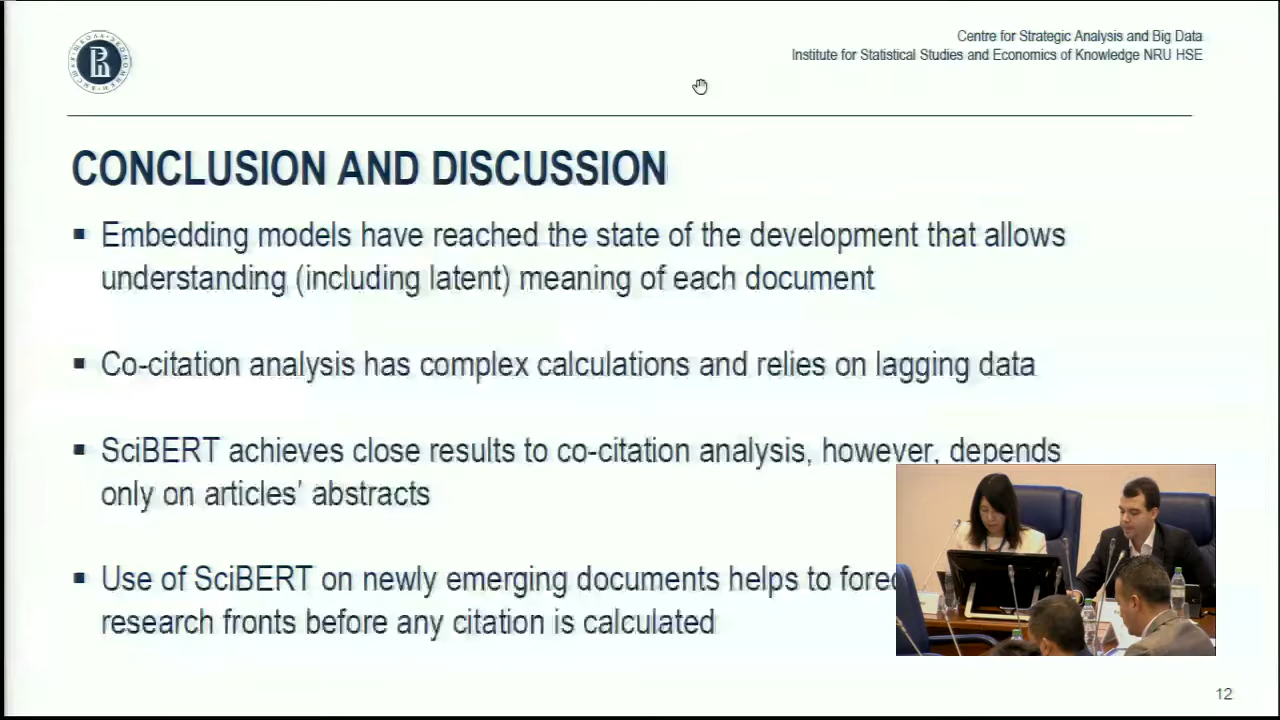 Centre for Strategic Analysis and Big Data
Institute for Statistical Studies and Economics of Knowledge NRU HSE
CONCLUSION AND DISCUSSION
▪ Embedding models have reached the state of the development that allows
understanding (including latent) meaning of each document
▪ Co-citation analysis has complex calculations and relies on lagging data
▪ SciBERT achieves close results to co-citation analysis, however, depends
only on articles' abstracts
▪ Use of SciBERT on newly emerging documents helps to
research fronts before any citation is calculated
12